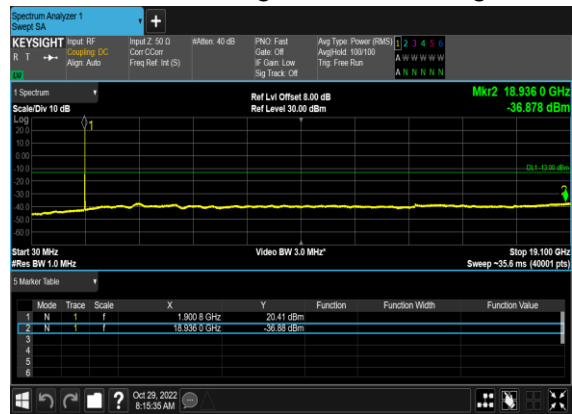 Spectrum Analyzer 1
Swept SA
+
KEYSIGHT Input: RF Input Z: 50 Ω #Atten: 40 dB PNO: Fast Avg Type: Power (RMS) 1 2 3 4 5 6
R T Coupling: DC Corr CCorr Gate: Off Avg|Hold: 100/100 A W W W W W
Align: Auto Freq Ref: Int (S) IF Gain: Low Trig: Free Run
LW Sig Track: Off A N N N N N
1 Spectrum Ref Lvl Offset 8.00 dB Mkr2 18.936 0 GHz
Scale/Div 10 dB Ref Level 30.00 dBm -36.878 dBm
Log
1
20.0
10.0
0.00
-10.0 DL1 -13.00 dBm
-20.0
-30.0 2
-40.0
-50.0
-60.0
Start 30 MHz Video BW 3.0 MHz* Stop 19.100 GHz
#Res BW 1.0 MHz Sweep ~35.6 ms (40001 pts)
5 Marker Table
Mode Trace Scale X Y Function Function Width Function Value
1 N 1 f 1.900 8 GHz 20.41 dBm
2 N 1 f 18.936 0 GHz -36.88 dBm
3
4
5
6
? Oct 29, 2022
8:15:35 AM